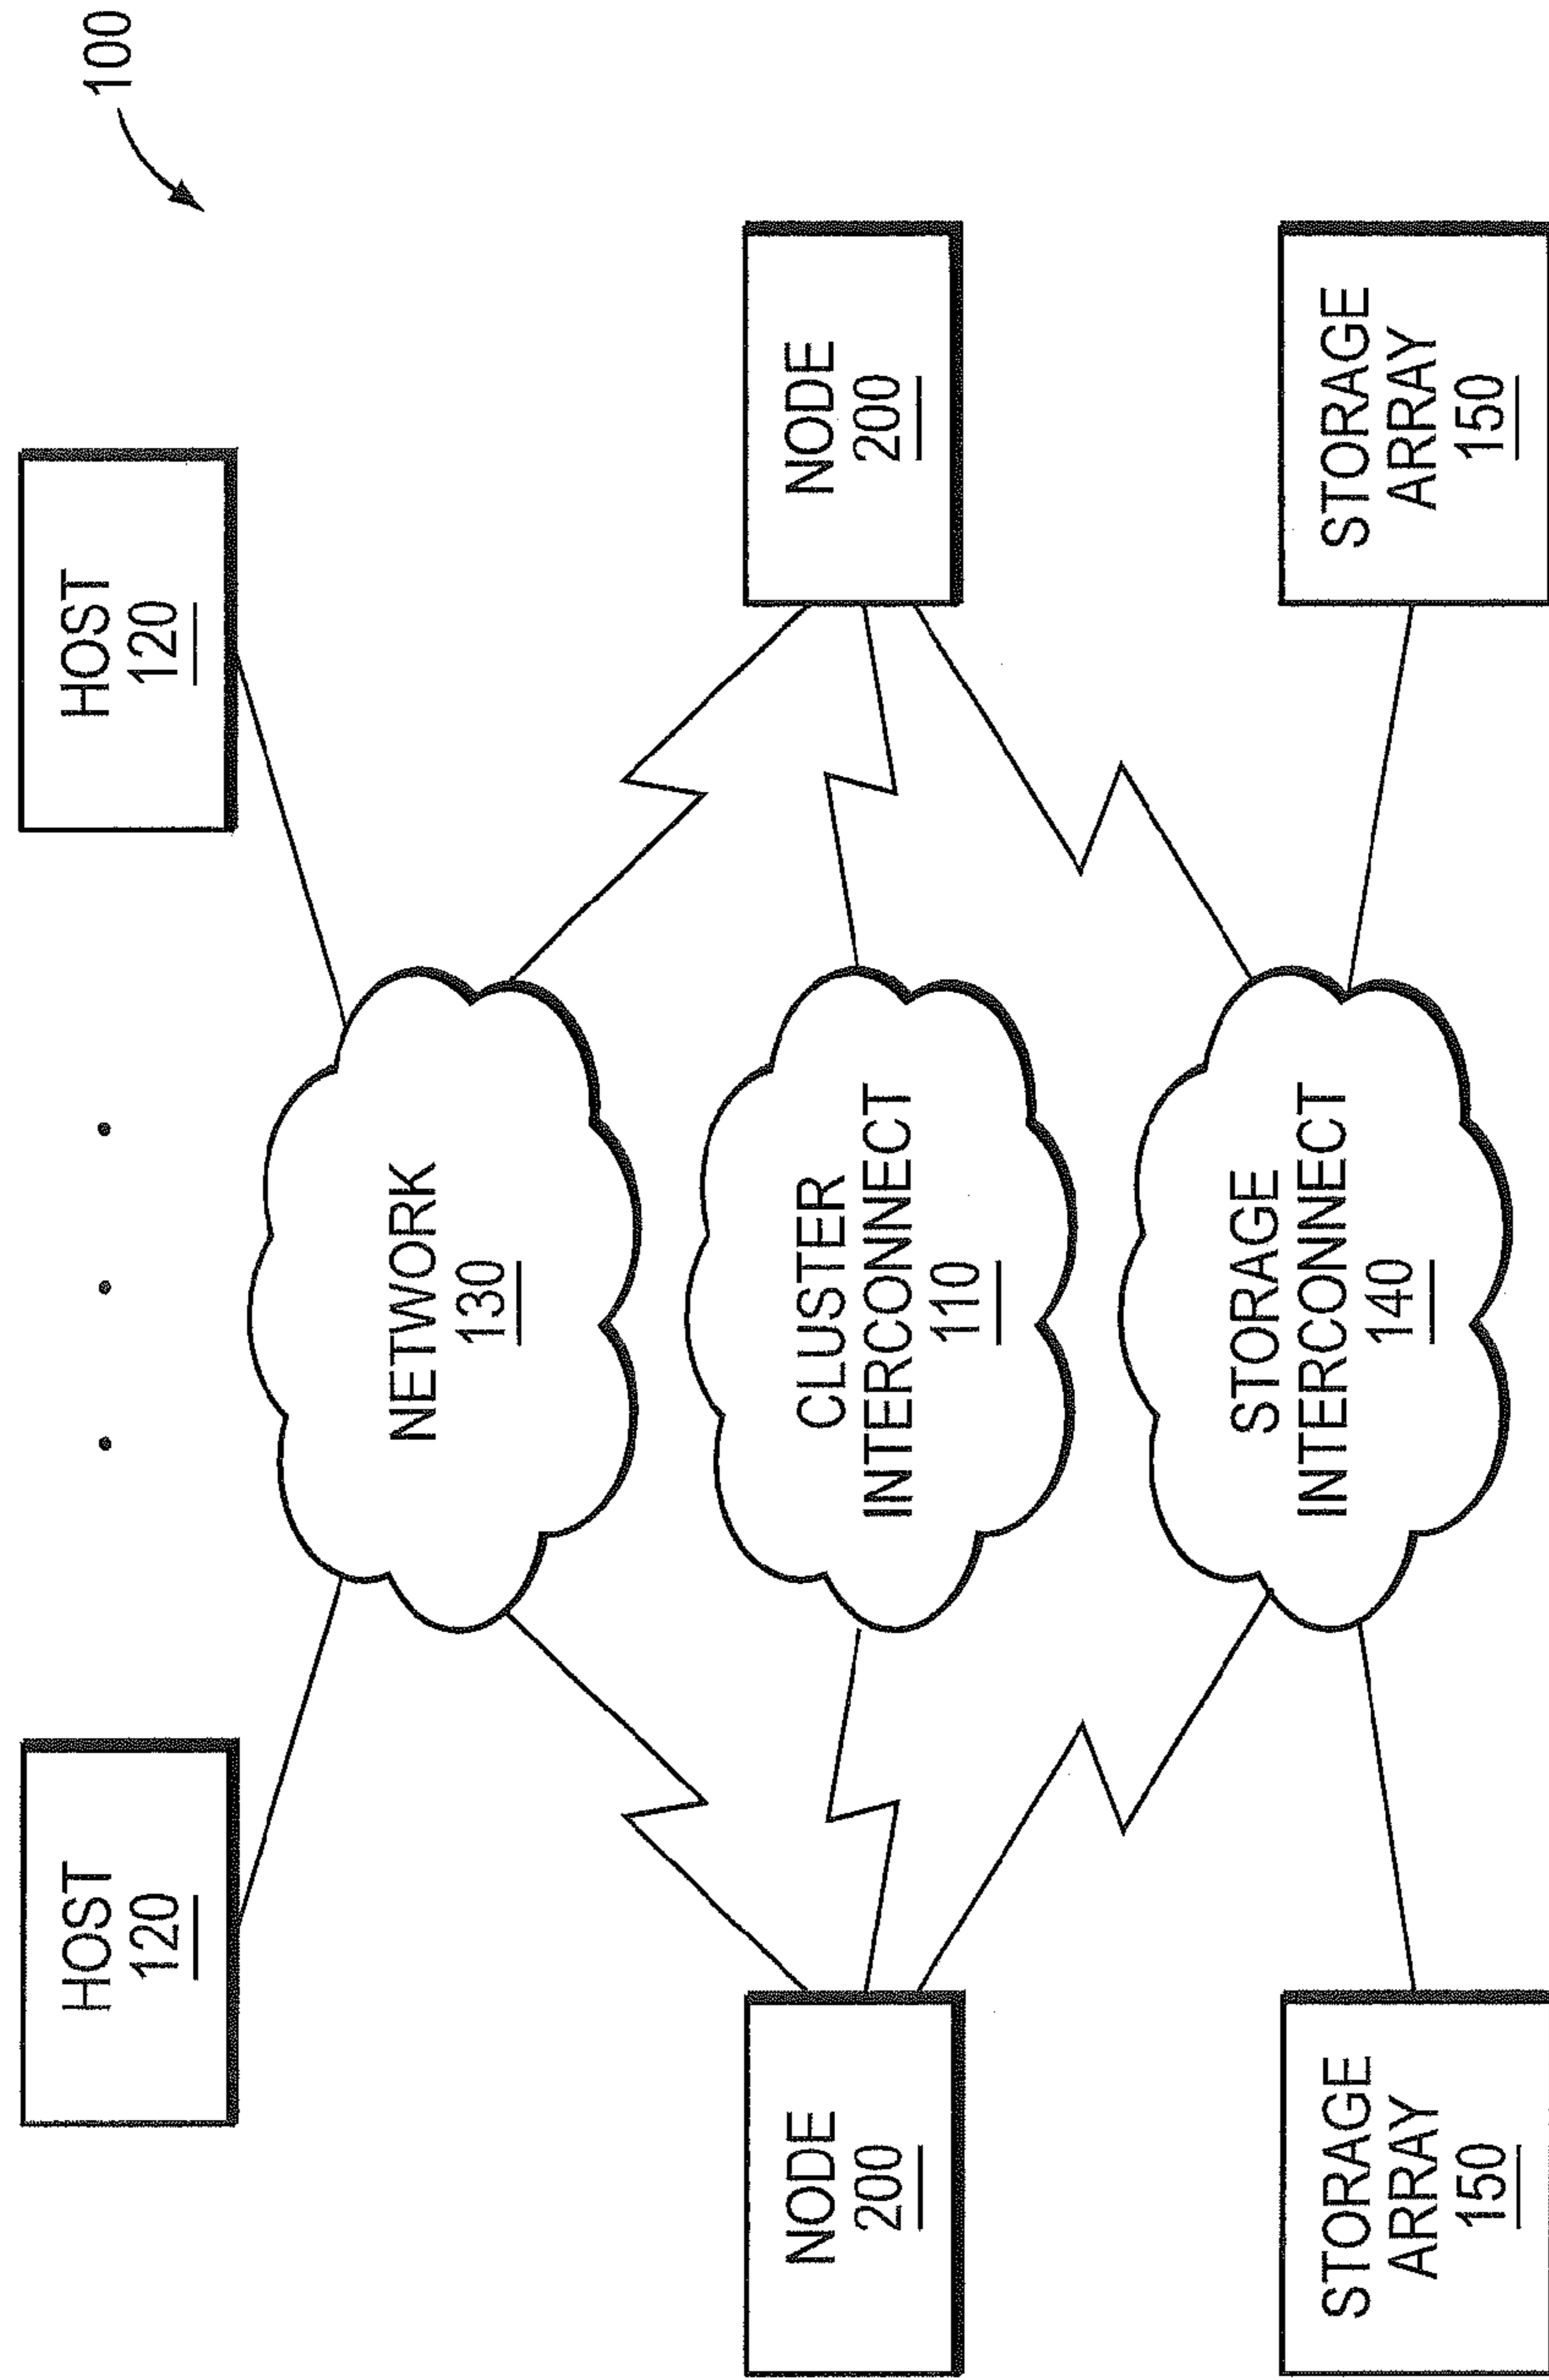 100
HOST
120
HOST
120
NETWORK
130
NODE
200
CLUSTER
INTERCONNECT
110
NODE
200
STORAGE
INTERCONNECT
140
STORAGE
ARRAY
150
STORAGE
ARRAY
150